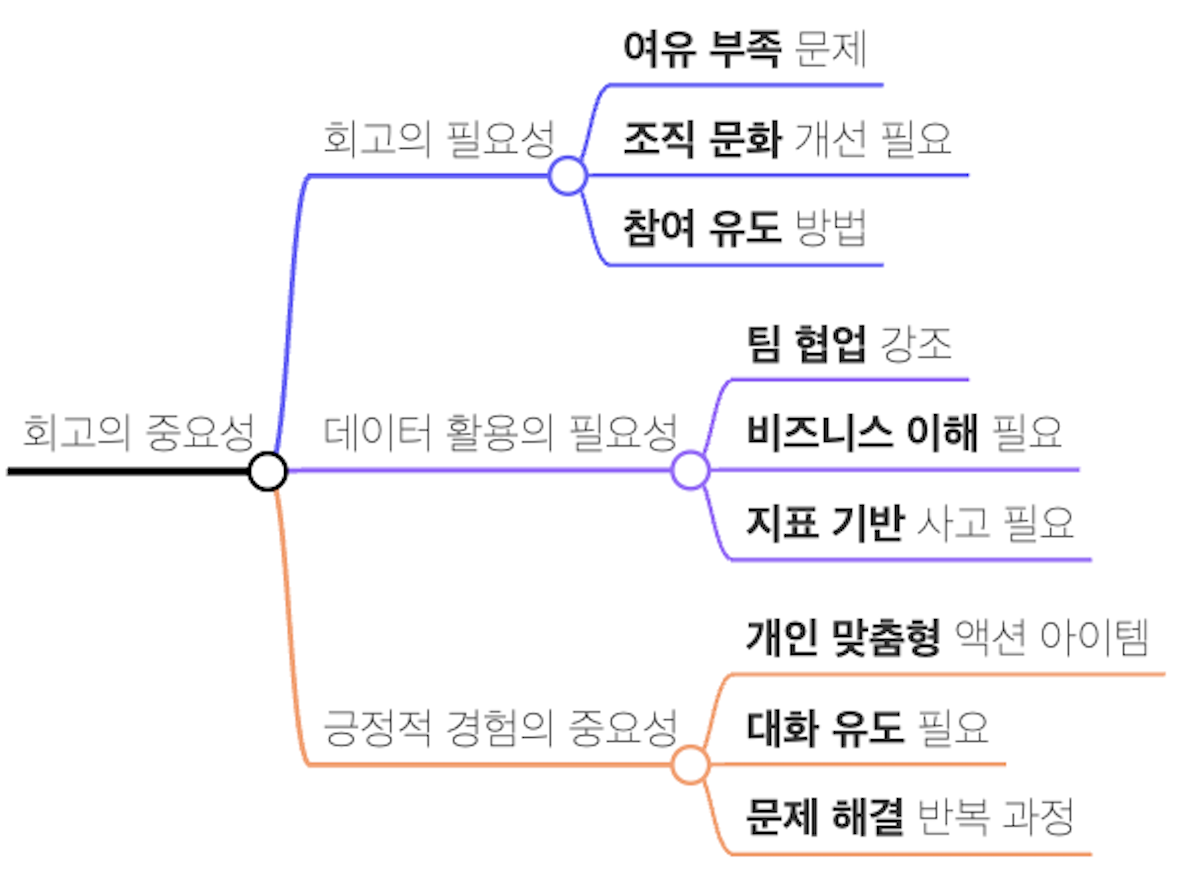 회고의 중요성
회고의 필요성
여유 부족 문제
조직 문화 개선 필요
참여 유도 방법
데이터 활용의 필요성
팀 협업 강조
비즈니스 이해 필요
지표 기반 사고 필요
긍정적 경험의 중요성
개인 맞춤형 액션 아이템
대화 유도 필요
문제 해결 반복 과정